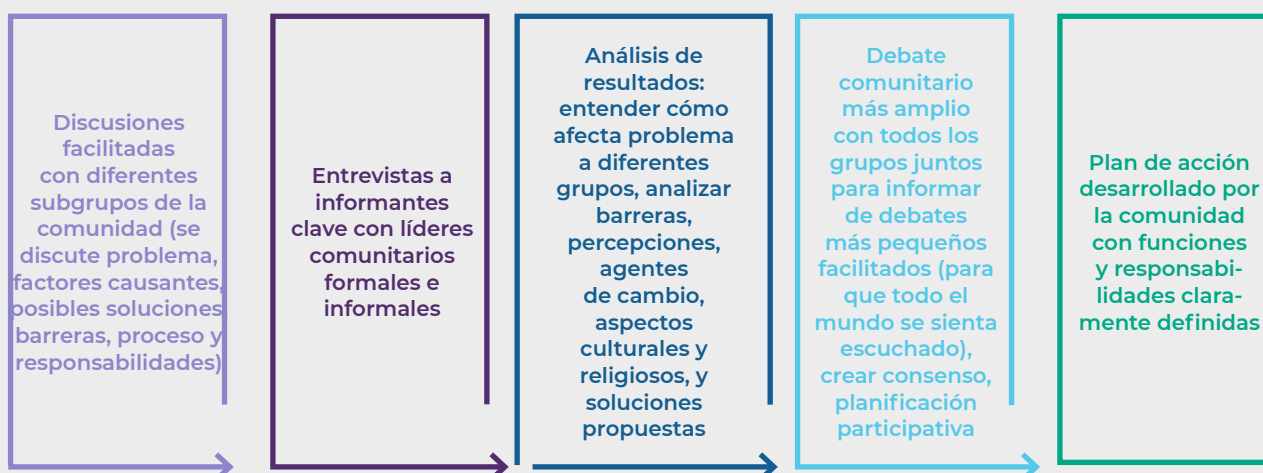 Discusiones
facilitadas
con diferentes
subgrupos de la
comunidad (se
discute problema,
factores causantes,
posibles soluciones
barreras, proceso y
responsabilidades)
Entrevistas a
informantes
clave con líderes
comunitarios
formales e
informales
Análisis de
resultados:
entender cómo
afecta problema
a diferentes
grupos, analizar
barreras,
percepciones,
agentes
de cambio,
aspectos
culturales y
religiosos, y
soluciones
propuestas
Debate
comunitario
más amplio
con todos los
grupos juntos
para informar
de debates
más pequeños
facilitados (para
que todo el
mundo se sienta
escuchado),
crear consenso,
planificación
participativa
Plan de acción
desarrollado por
la comunidad
con funciones
y responsabi-
lidades clara-
mente definidas